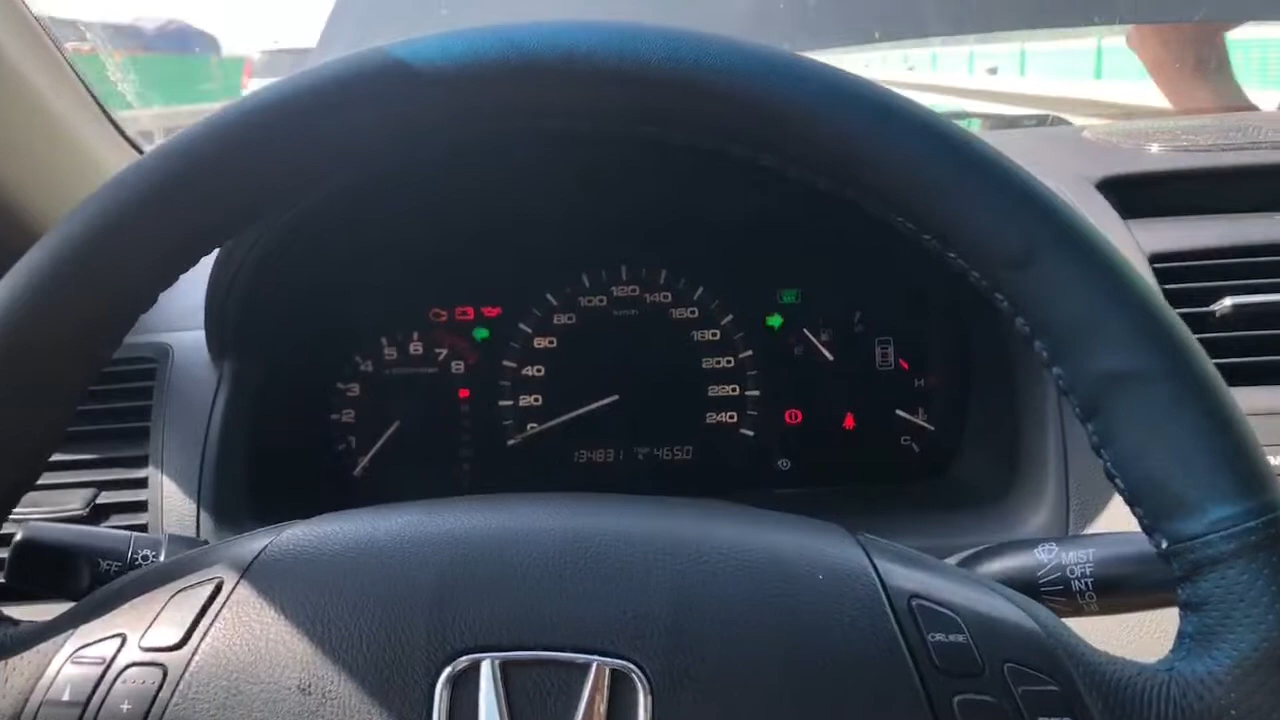 1 2 3 4 5 6 7 8
0 20 40 60 80 100 120 140 160 180 200 220 240
km/h
134831 TRIP 465.0
H
C
OFF
MIST
OFF
INT
LO
CRUISE
+